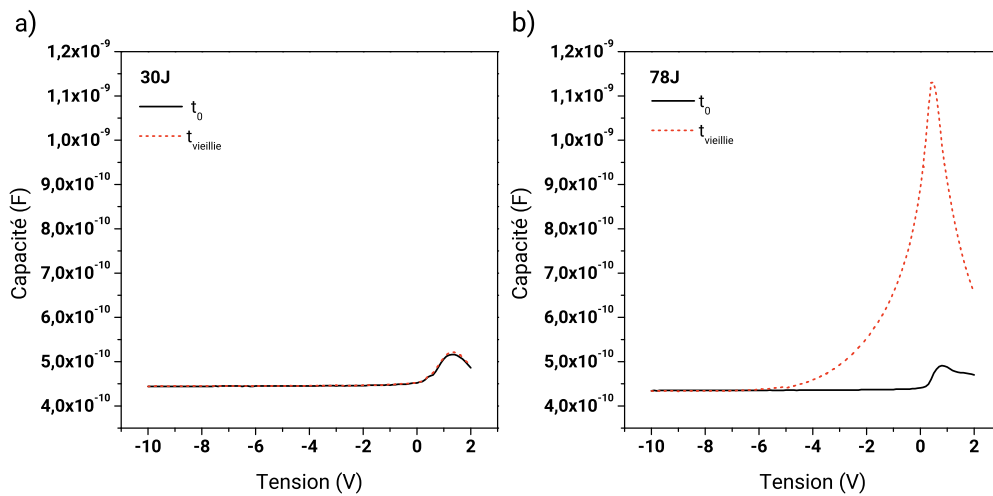 a)
1,2x10⁻⁹
1,1x10⁻⁹
1,0x10⁻⁹
9,0x10⁻¹⁰
8,0x10⁻¹⁰
7,0x10⁻¹⁰
6,0x10⁻¹⁰
5,0x10⁻¹⁰
4,0x10⁻¹⁰
Capacité (F)
30J
t₀
t_vieillie
-10 -8 -6 -4 -2 0 2
Tension (V)
b)
1,2x10⁻⁹
1,1x10⁻⁹
1,0x10⁻⁹
9,0x10⁻¹⁰
8,0x10⁻¹⁰
7,0x10⁻¹⁰
6,0x10⁻¹⁰
5,0x10⁻¹⁰
4,0x10⁻¹⁰
Capacité (F)
78J
t₀
t_vieillie
-10 -8 -6 -4 -2 0 2
Tension (V)